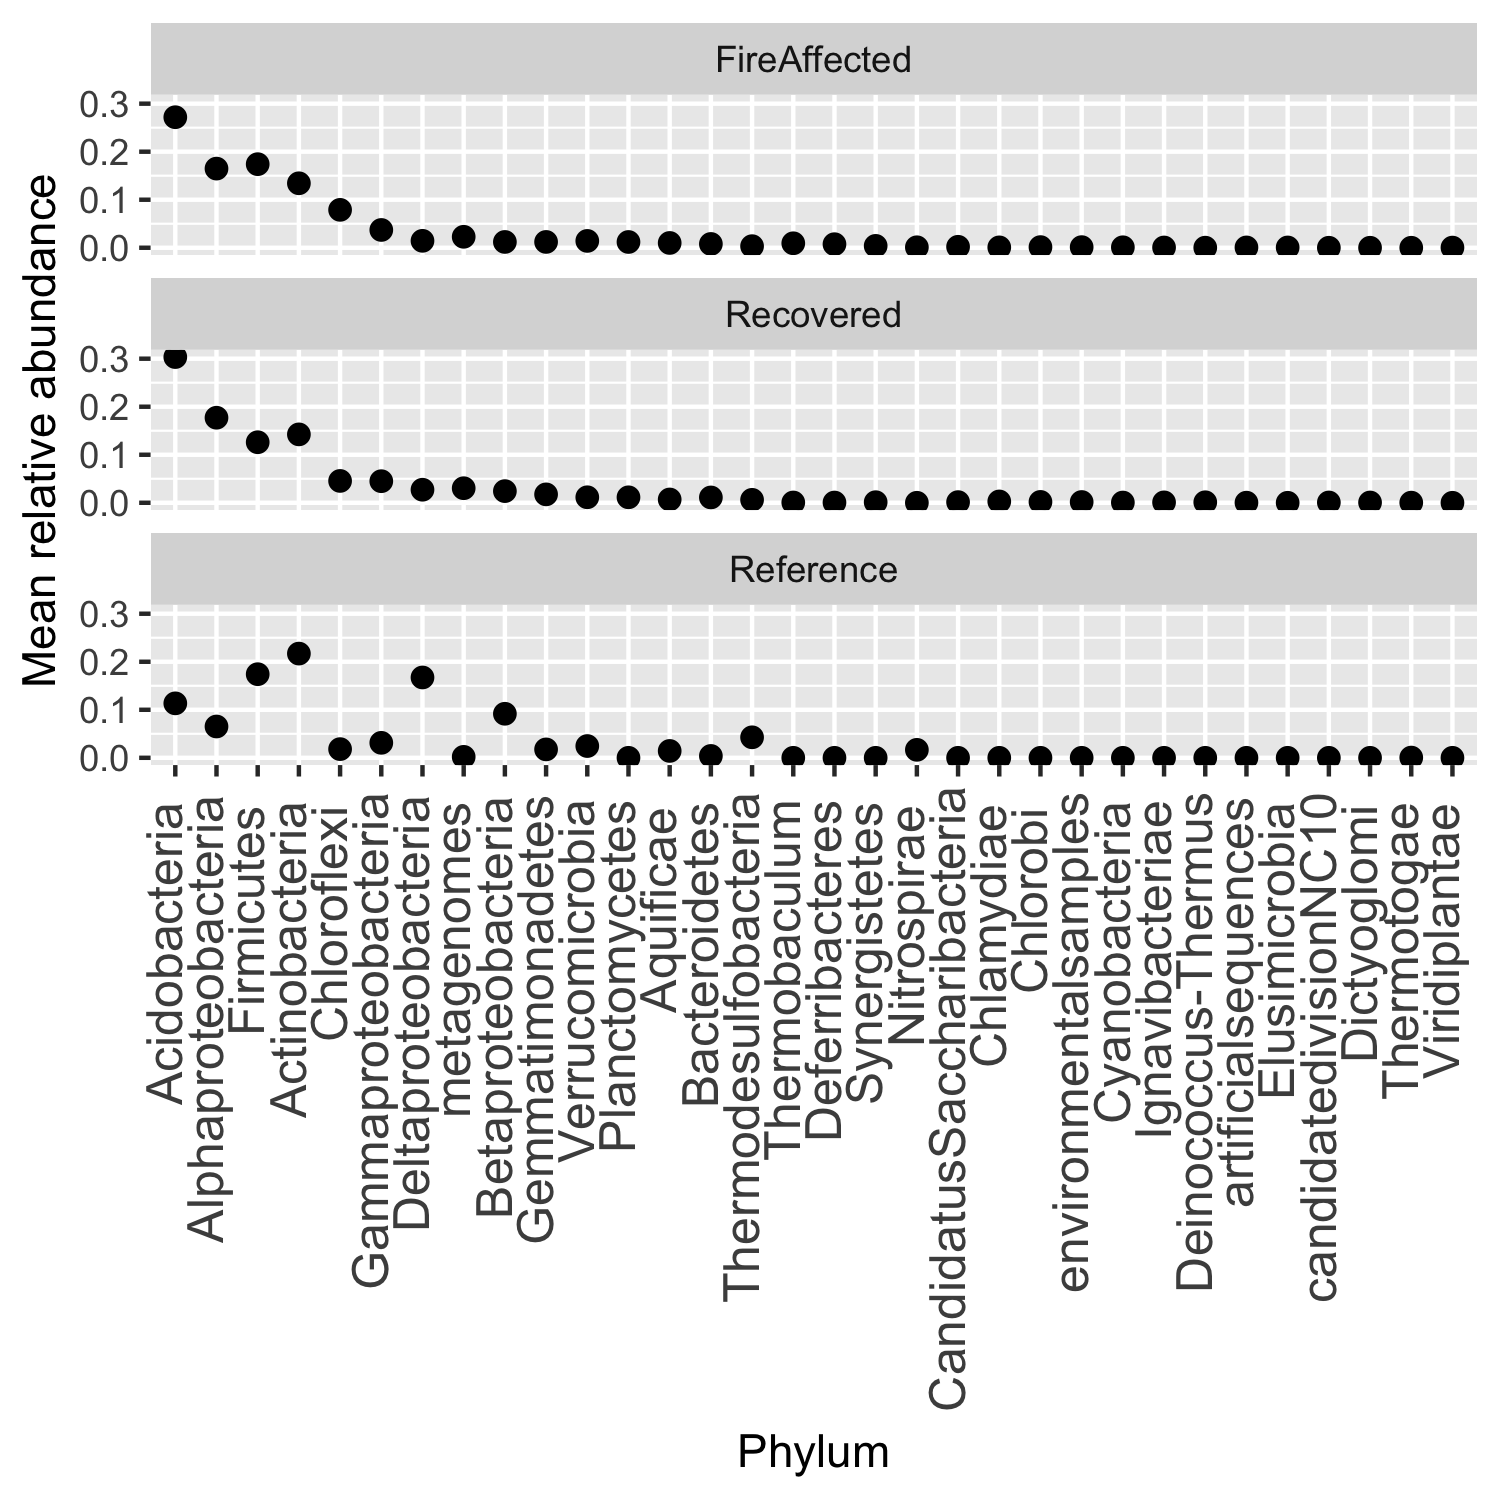 FireAffected
0.3
0.2
0.1
0.0
Recovered
0.3
0.2
0.1
0.0
Reference
0.3
0.2
0.1
0.0
Mean relative abundance
Acidobacteria
Alphaproteobacteria
Firmicutes
Actinobacteria
Chloroflexi
Gammaproteobacteria
Deltaproteobacteria
metagenomes
Betaproteobacteria
Gemmatimonadetes
Verrucomicrobia
Planctomycetes
Aquificae
Bacteroidetes
Thermodesulfobacteria
Thermobaculum
Deferribacteres
Synergistetes
Nitrospirae
CandidatusSaccharibacteria
Chlamydiae
Chlorobi
environmentalsamples
Cyanobacteria
Ignavibacteriae
Deinococcus-Thermus
artificialsequences
Elusimicrobia
candidatedivisionNC10
Dictyoglomi
Thermotogae
Viridiplantae
Phylum